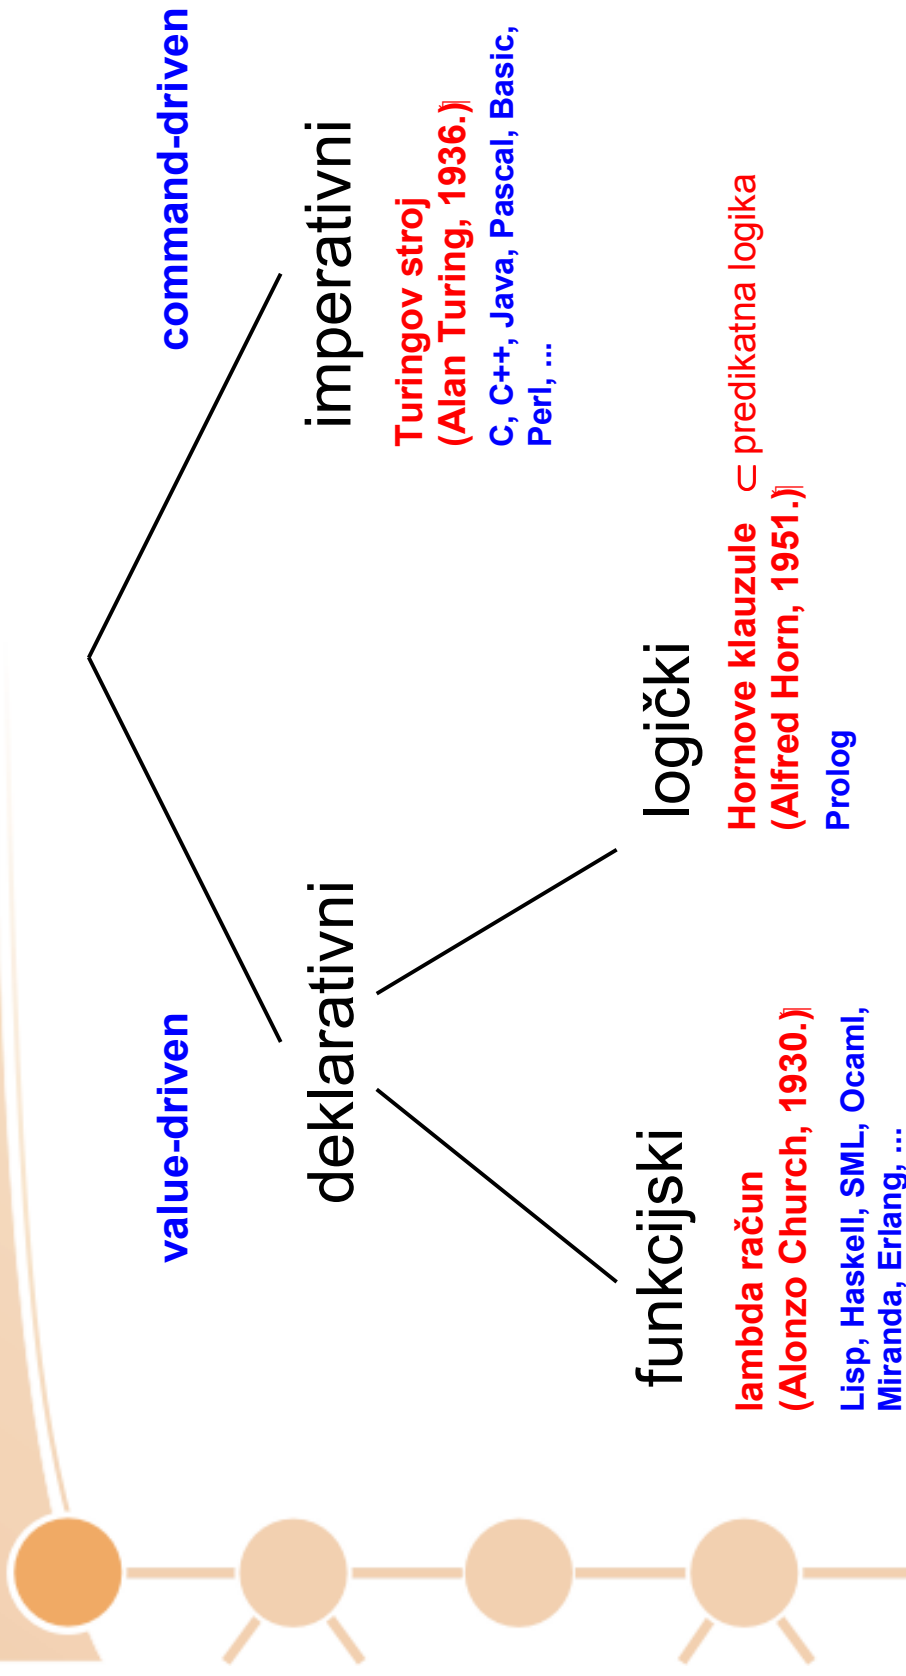 value-driven
command-driven
deklarativni
imperativni
Turingov stroj
(Alan Turing, 1936.)
C, C++, Java, Pascal, Basic,
Perl, ...
funkcijski
logički
lambda račun
(Alonzo Church, 1930.)
Lisp, Haskell, SML, Ocaml,
Miranda, Erlang, ...
Hornove klauzule ⊂ predikatna logika
(Alfred Horn, 1951.)
Prolog